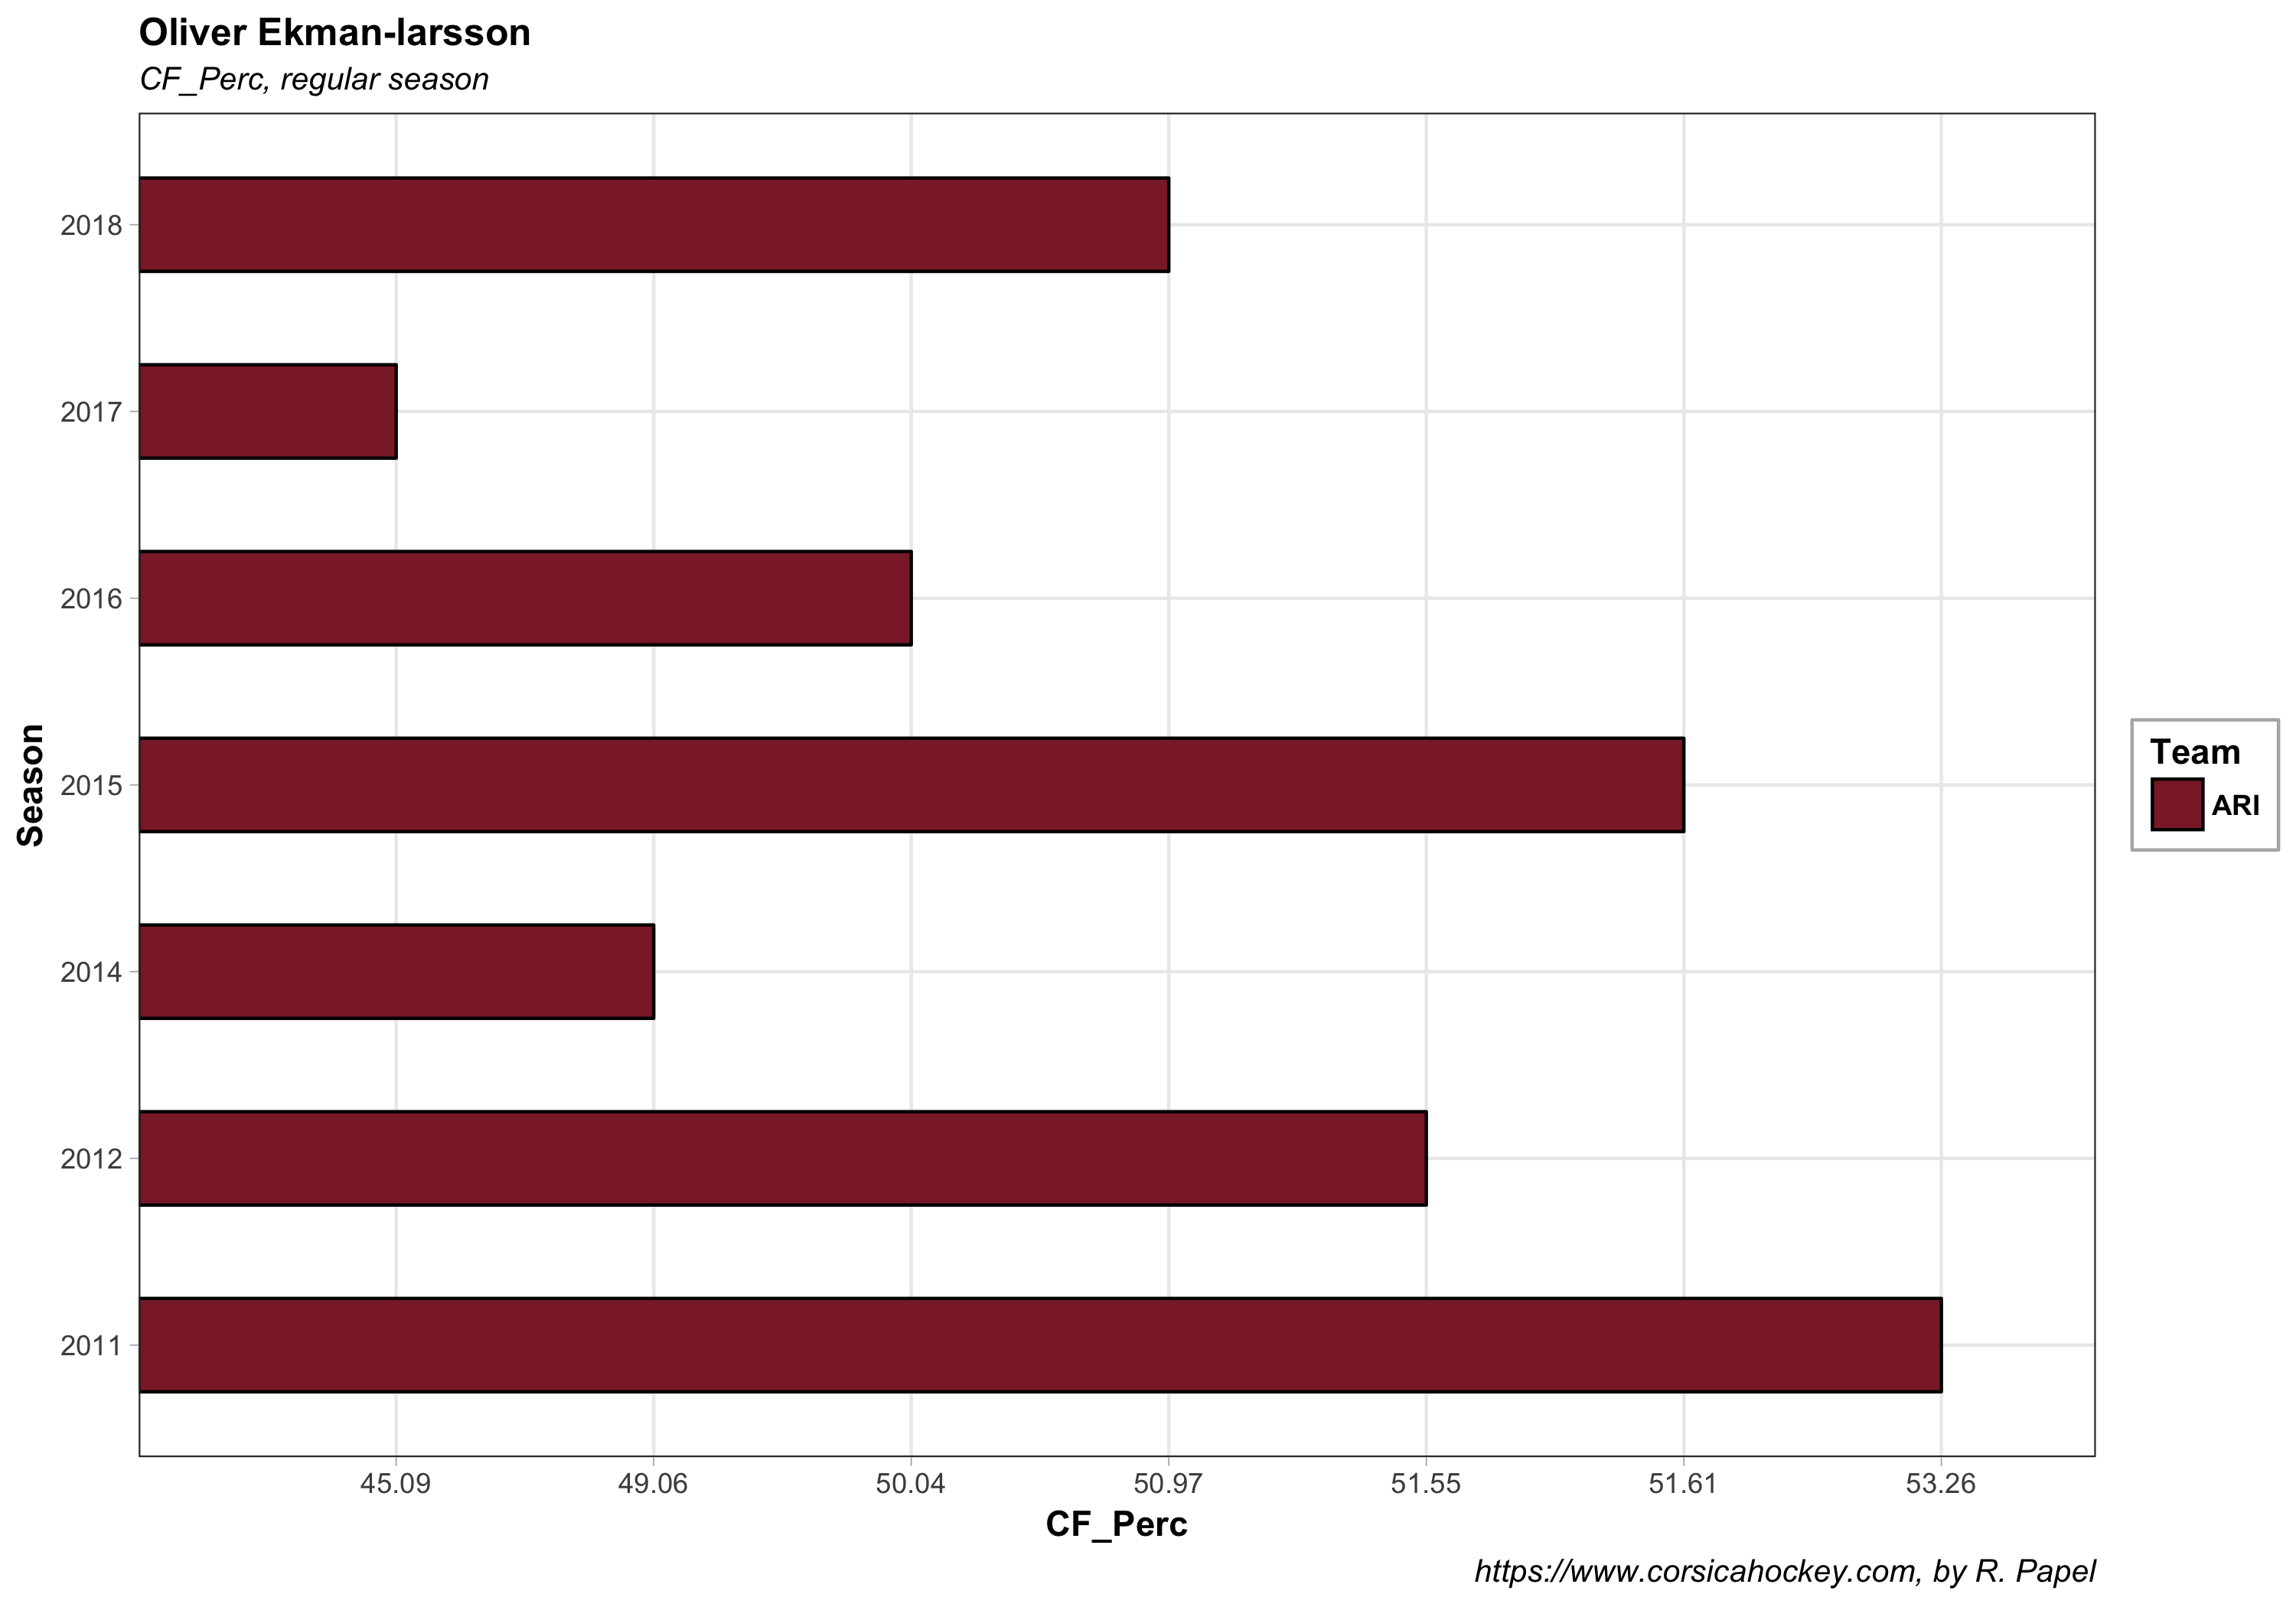 Oliver Ekman-larsson
CF_Perc, regular season
Season
2018
2017
2016
2015
2014
2012
2011
45.09 49.06 50.04 50.97 51.55 51.61 53.26
CF_Perc
Team
ARI
https://www.corsicahockey.com, by R. Papel